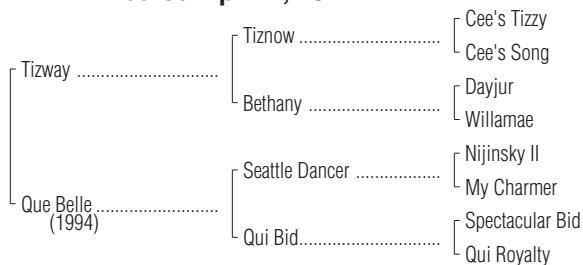 Cee's Tizzy
Tiznow ........................................
Cee's Song
Tizway .................................................
Dayjur
Bethany .....................................
Willamae
Nijinsky II
Seattle Dancer .......................
My Charmer
Que Belle ...........................................
(1994)
Spectacular Bid
Qui Bid.......................................
Qui Royalty